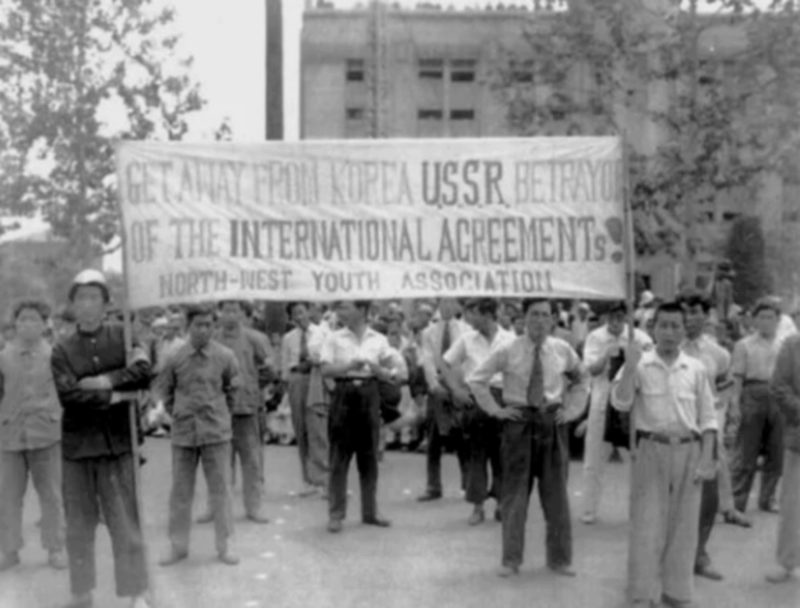 GET AWAY FROM KOREA U.S.S.R. BETRAYOR
OF THE INTERNATIONAL AGREEMENTs!
NORTH-WEST YOUTH ASSOCIATION